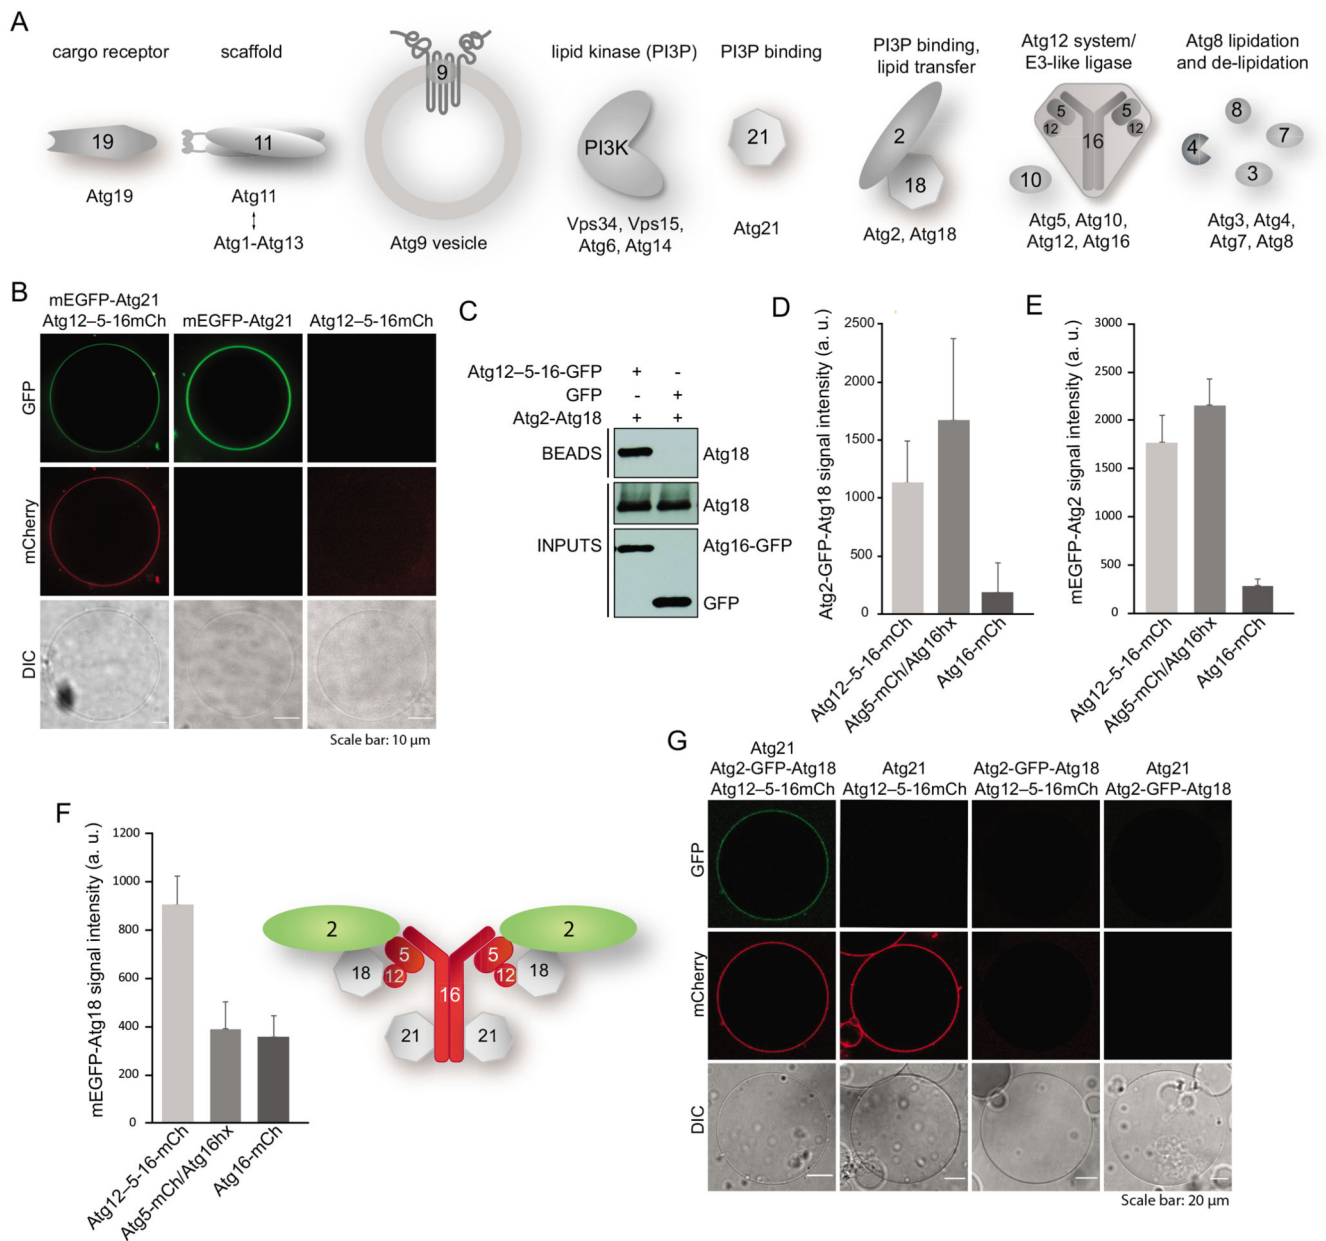 A
cargo receptor
scaffold
lipid kinase (PI3P)
PI3P binding
PI3P binding,
lipid transfer
Atg12 system/
E3-like ligase
Atg8 lipidation
and de-lipidation
19
11
9
PI3K
21
2
18
5
5
12
12
16
10
8
7
4
3
Atg19
Atg11
Atg1-Atg13
Atg9 vesicle
Vps34, Vps15,
Atg6, Atg14
Atg21
Atg2, Atg18
Atg5, Atg10,
Atg12, Atg16
Atg3, Atg4,
Atg7, Atg8
B
mEGFP-Atg21
Atg12–5-16mCh
mEGFP-Atg21
Atg12–5-16mCh
GFP
mCherry
DIC
Scale bar: 10 µm
C
Atg12–5-16-GFP + -
GFP - +
Atg2-Atg18 + +
BEADS
Atg18
INPUTS
Atg18
Atg16-GFP
GFP
D
Atg2-GFP-Atg18 signal intensity (a. u.)
2500
2000
1500
1000
500
0
Atg12–5-16-mCh
Atg5-mCh/Atg16hx
Atg16-mCh
E
mEGFP-Atg2 signal intensity (a. u.)
3000
2500
2000
1500
1000
500
0
Atg12–5-16-mCh
Atg5-mCh/Atg16hx
Atg16-mCh
F
mEGFP-Atg18 signal intensity (a. u.)
1200
1000
800
600
400
200
0
Atg12–5-16-mCh
Atg5-mCh/Atg16hx
Atg16-mCh
2
2
5
5
18
12
12
18
16
21
21
G
Atg21
Atg2-GFP-Atg18
Atg12–5-16mCh
Atg21
Atg12–5-16mCh
Atg2-GFP-Atg18
Atg12–5-16mCh
Atg21
Atg2-GFP-Atg18
GFP
mCherry
DIC
Scale bar: 20 µm